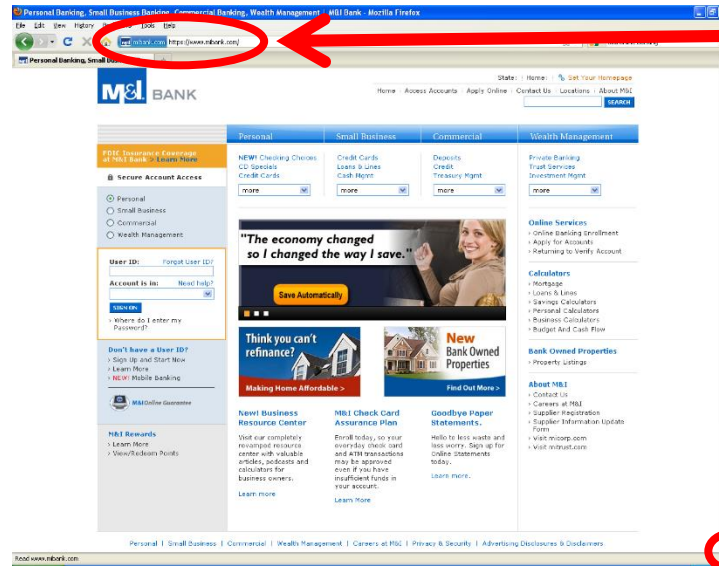 Personal Banking, Small Business Banking, Commercial Banking, Wealth Management | M&I Bank - Mozilla Firefox
File Edit View History Tools Help
mibank.com https://www.mibank.com/
Personal Banking, Small Bus
State: | Home: | Set Your Homepage
M&I BANK
Home | Access Accounts | Apply Online | Contact Us | Locations | About M&I
SEARCH
Personal Small Business Commercial Wealth Management
FDIC Insurance Coverage
at M&I Bank > Learn More
Secure Account Access
Personal
Small Business
Commercial
Wealth Management
User ID: Forgot User ID?
Account is in: Need help?
SIGN ON
› Where do I enter my
Password?
Don't have a User ID?
› Sign Up and Start Now
› Learn More
› NEW! Mobile Banking
M&I Online Guarantee
M&I Rewards
› Learn More
› View/Redeem Points
NEW! Checking Choices
CD Specials
Credit Cards
more
Credit Cards
Loans & Lines
Cash Mgmt
more
Deposits
Credit
Treasury Mgmt
more
Private Banking
Trust Services
Investment Mgmt
more
"The economy changed
so I changed the way I save."
Save Automatically
Think you can't
refinance?
Making Home Affordable >
New
Bank Owned
Properties
Find Out More >
New! Business
Resource Center
Visit our completely
revamped resource
center with valuable
articles, podcasts and
calculators for
business owners.
Learn more
M&I Check Card
Assurance Plan
Enroll today, so your
everyday check card
and ATM transactions
may be approved
even if you have
insufficient funds in
your account.
Learn More
Goodbye Paper
Statements.
Hello to less waste and
less worry. Sign up for
Online Statements
today.
Learn more.
Online Services
› Online Banking Enrollment
› Apply for Accounts
› Returning to Verify Account
Calculators
› Mortgage
› Loans & Lines
› Savings Calculators
› Personal Calculators
› Business Calculators
› Budget And Cash Flow
Bank Owned Properties
› Property Listings
About M&I
› Contact Us
› Careers at M&I
› Supplier Registration
› Supplier Information Update
Form
› Visit micorp.com
› Visit mitrust.com
Personal | Small Business | Commercial | Wealth Management | Careers at M&I | Privacy & Security | Advertising Disclosures & Disclaimers
Read www.mibank.com